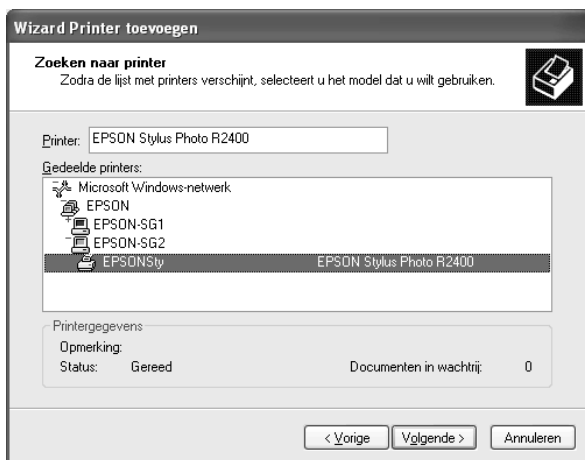 Wizard Printer toevoegen
Zoeken naar printer
Zodra de lijst met printers verschijnt, selecteert u het model dat u wilt gebruiken.
Printer: EPSON Stylus Photo R2400
Gedeelde printers:
Microsoft Windows-netwerk
EPSON
EPSON-SG1
EPSON-SG2
EPSONSty EPSON Stylus Photo R2400
Printergegevens
Opmerking:
Status: Gereed Documenten in wachtrij: 0
< Vorige Volgende > Annuleren